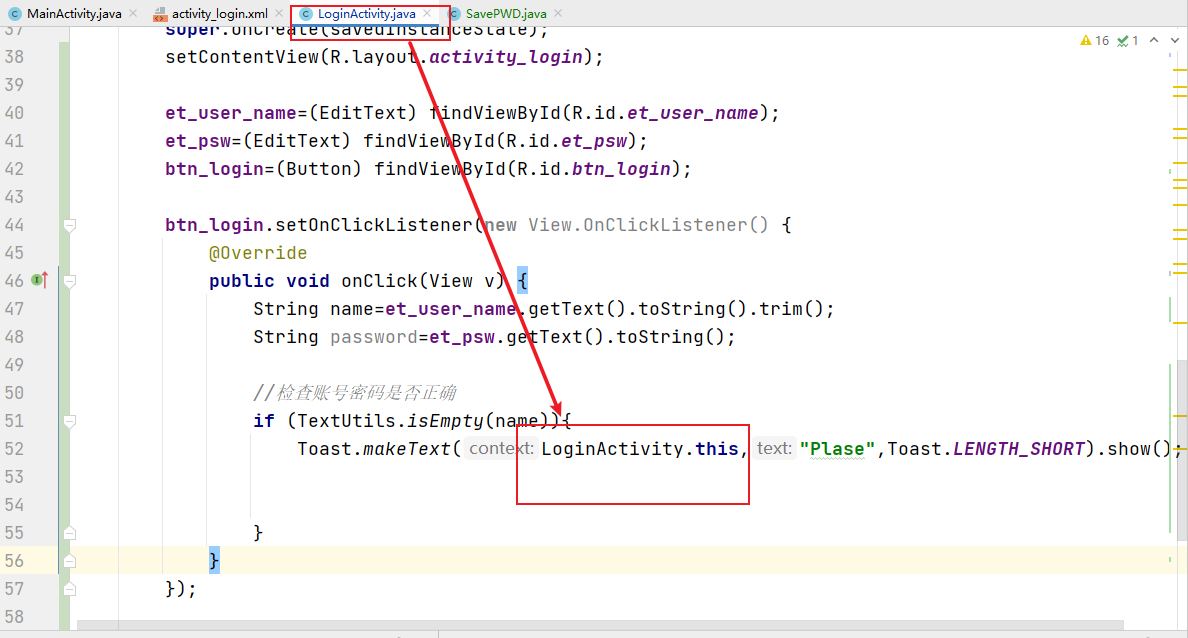 MainActivity.java activity_login.xml LoginActivity.java SavePWD.java
37 super.onCreate(savedInstanceState);
16 1
38 setContentView(R.layout.activity_login);
39
40 et_user_name=(EditText) findViewById(R.id.et_user_name);
41 et_psw=(EditText) findViewById(R.id.et_psw);
42 btn_login=(Button) findViewById(R.id.btn_login);
43
44 btn_login.setOnClickListener(new View.OnClickListener() {
45 @Override
46 public void onClick(View v) {
47 String name=et_user_name.getText().toString().trim();
48 String password=et_psw.getText().toString();
49
50 //检查账号密码是否正确
51 if (TextUtils.isEmpty(name)){
52 Toast.makeText( context: LoginActivity.this, text: "Plase",Toast.LENGTH_SHORT).show();
53
54
55 }
56 }
57 });
58